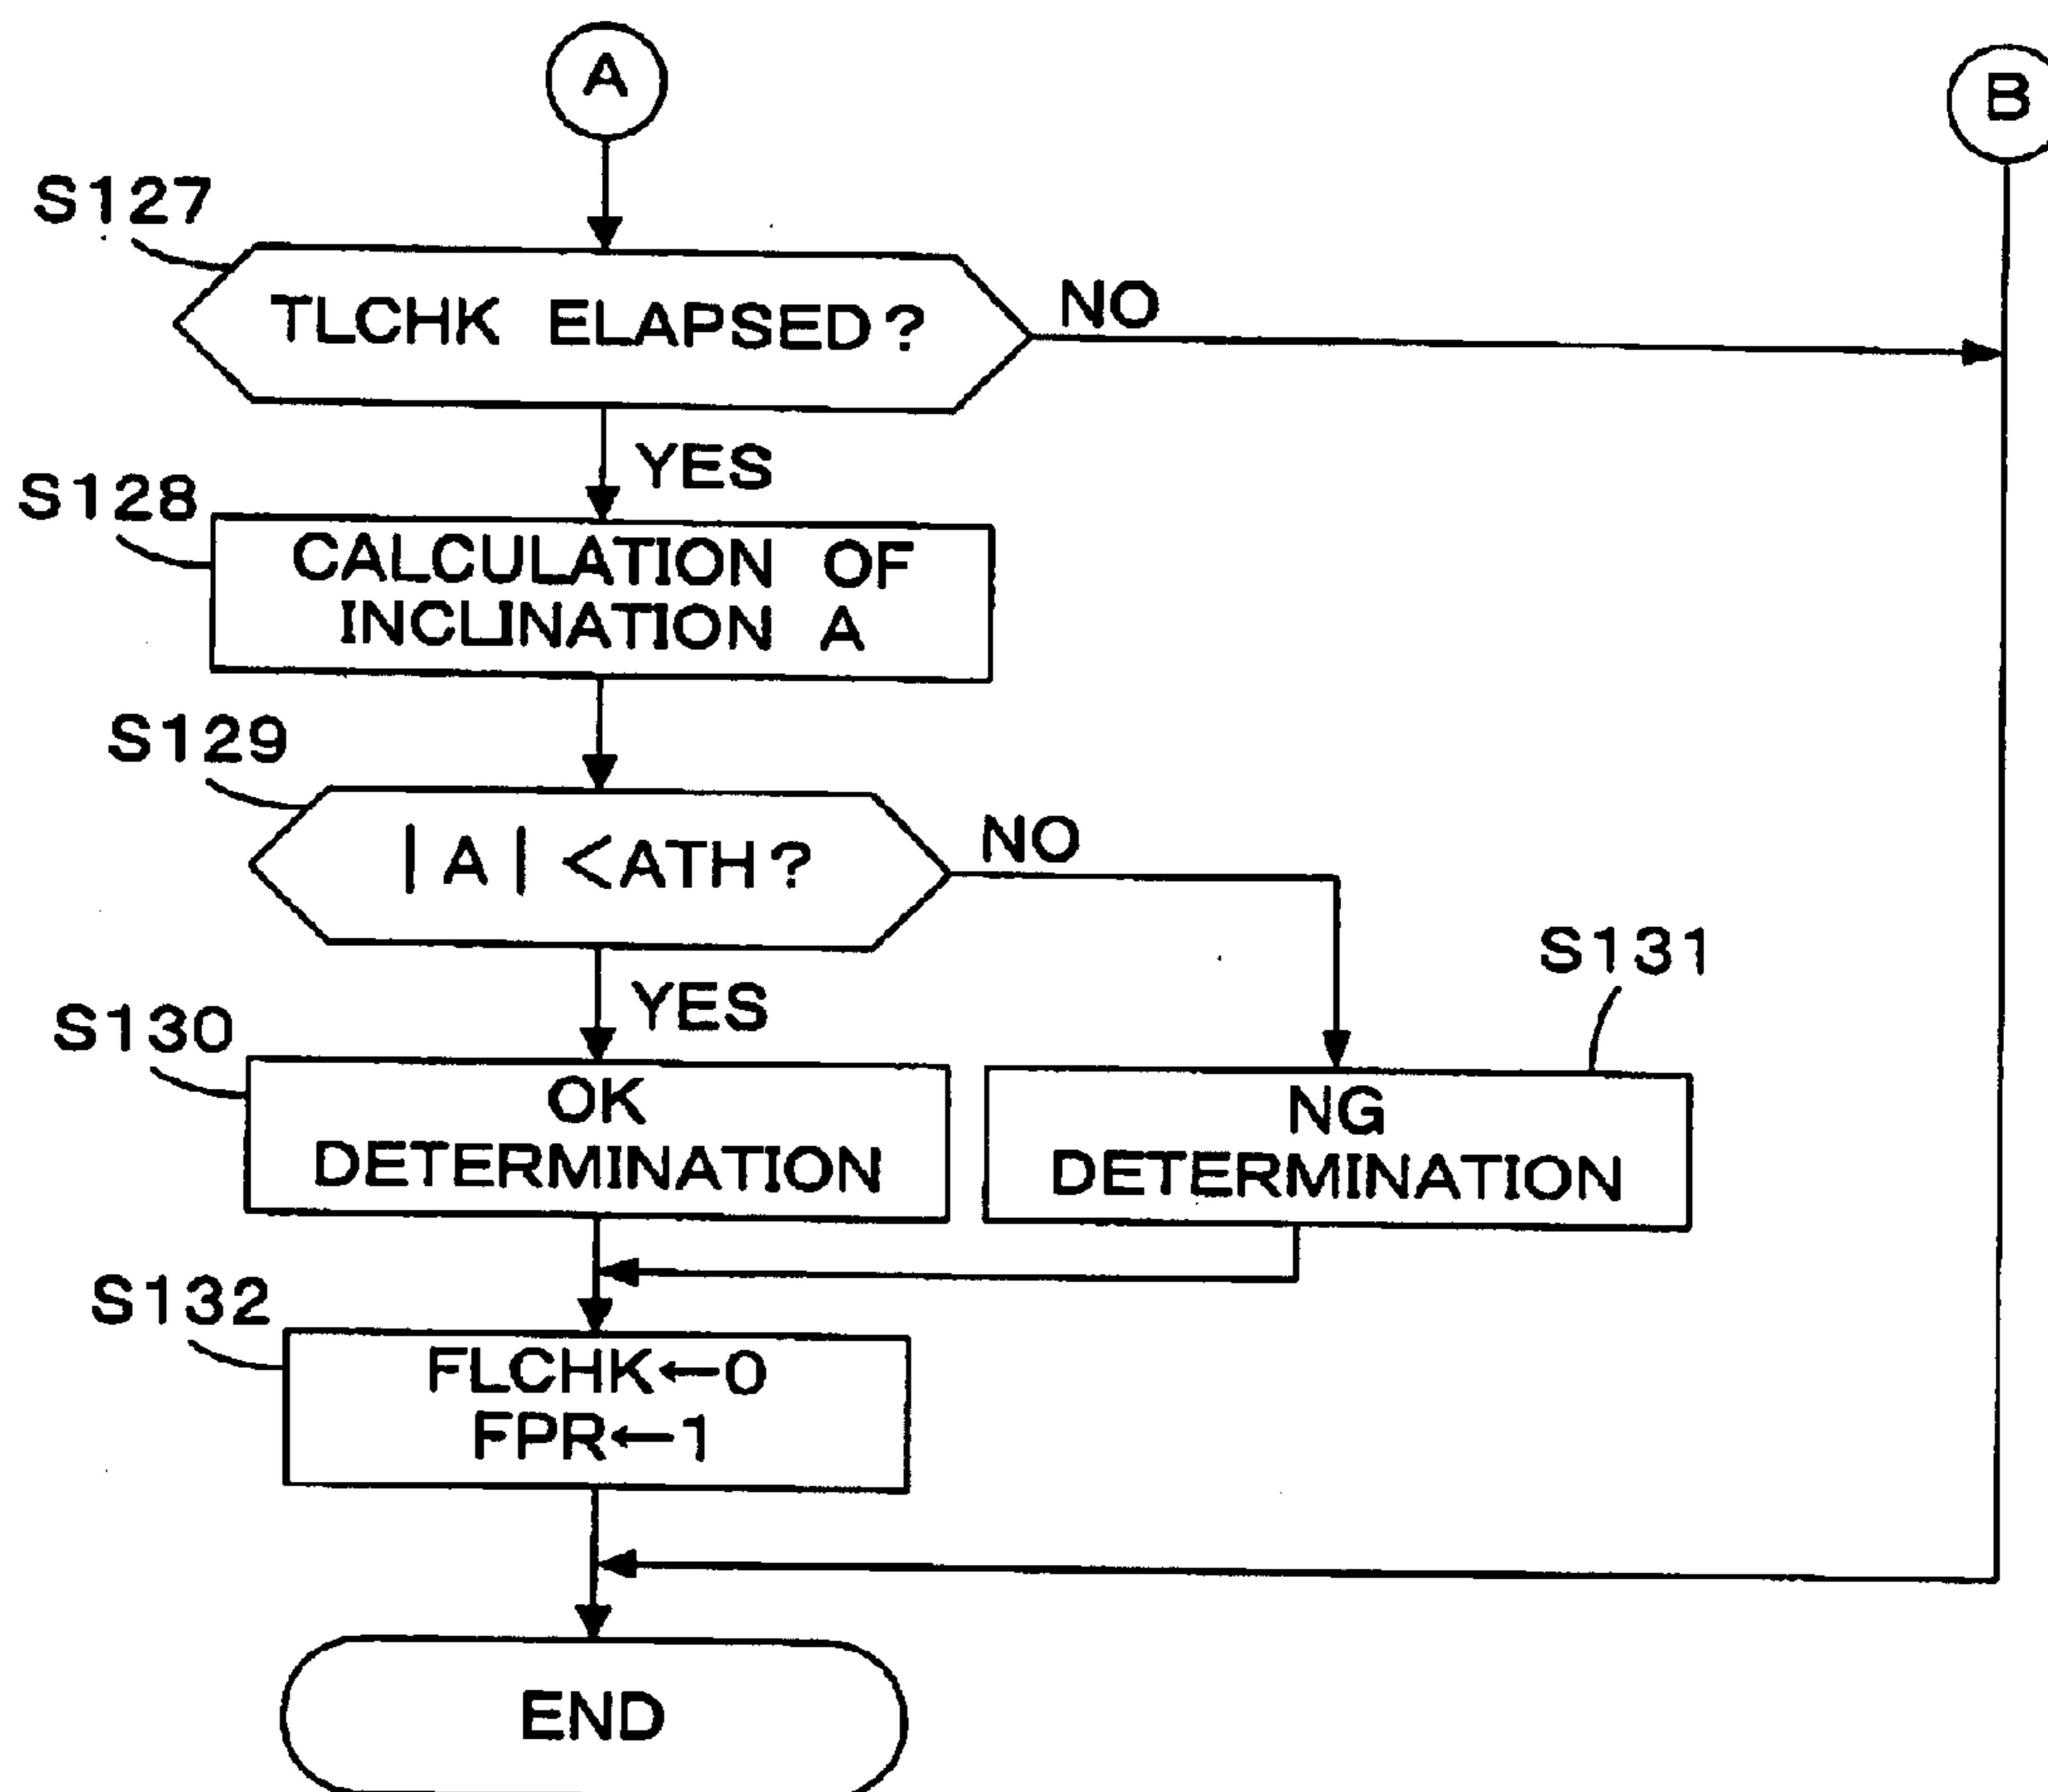 A
B
S127
TLCHK ELAPSED?
NO
YES
S128
CALCULATION OF
INCLINATION A
S129
|A|<ATH?
NO
YES
S130
OK
DETERMINATION
S131
NG
DETERMINATION
S132
FLCHK←0
FPR←1
END